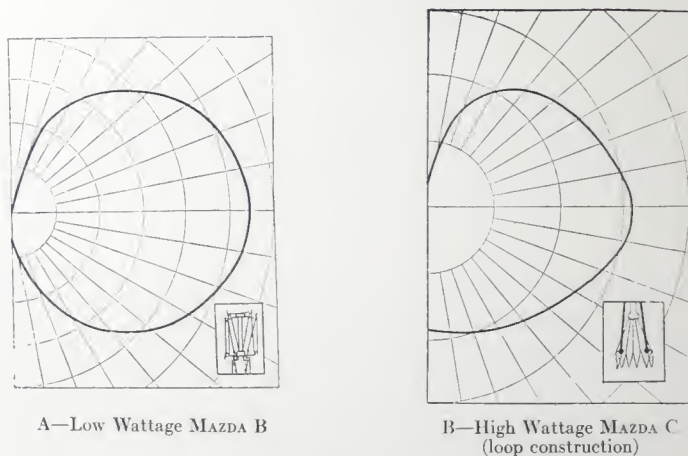 A—Low Wattage MAZDA B
B—High Wattage MAZDA C
(loop construction)